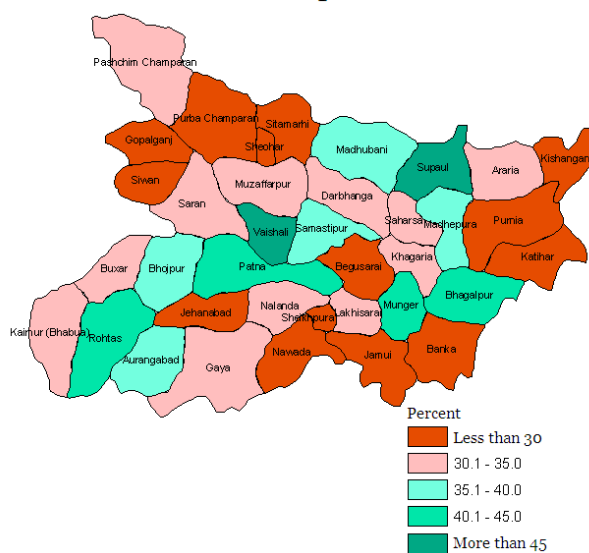 Pashchim Champaran
Purba Champaran
Sitamarhi
Gopalganj
Sheohar
Madhubani
Kishanganj
Supaul
Araria
Siwan
Muzaffarpur
Darbhanga
Saran
Saharsa
Purnia
Madhepura
Vaishali
Samastipur
Khagaria
Katihar
Buxar
Bhojpur
Patna
Begusarai
Bhagalpur
Munger
Jehanabad
Nalanda
Sheikhpura
Lakhisarai
Kaimur (Bhabua)
Rohtas
Aurangabad
Gaya
Nawada
Jamui
Banka
Percent
Less than 30
30.1 - 35.0
35.1 - 40.0
40.1 - 45.0
More than 45